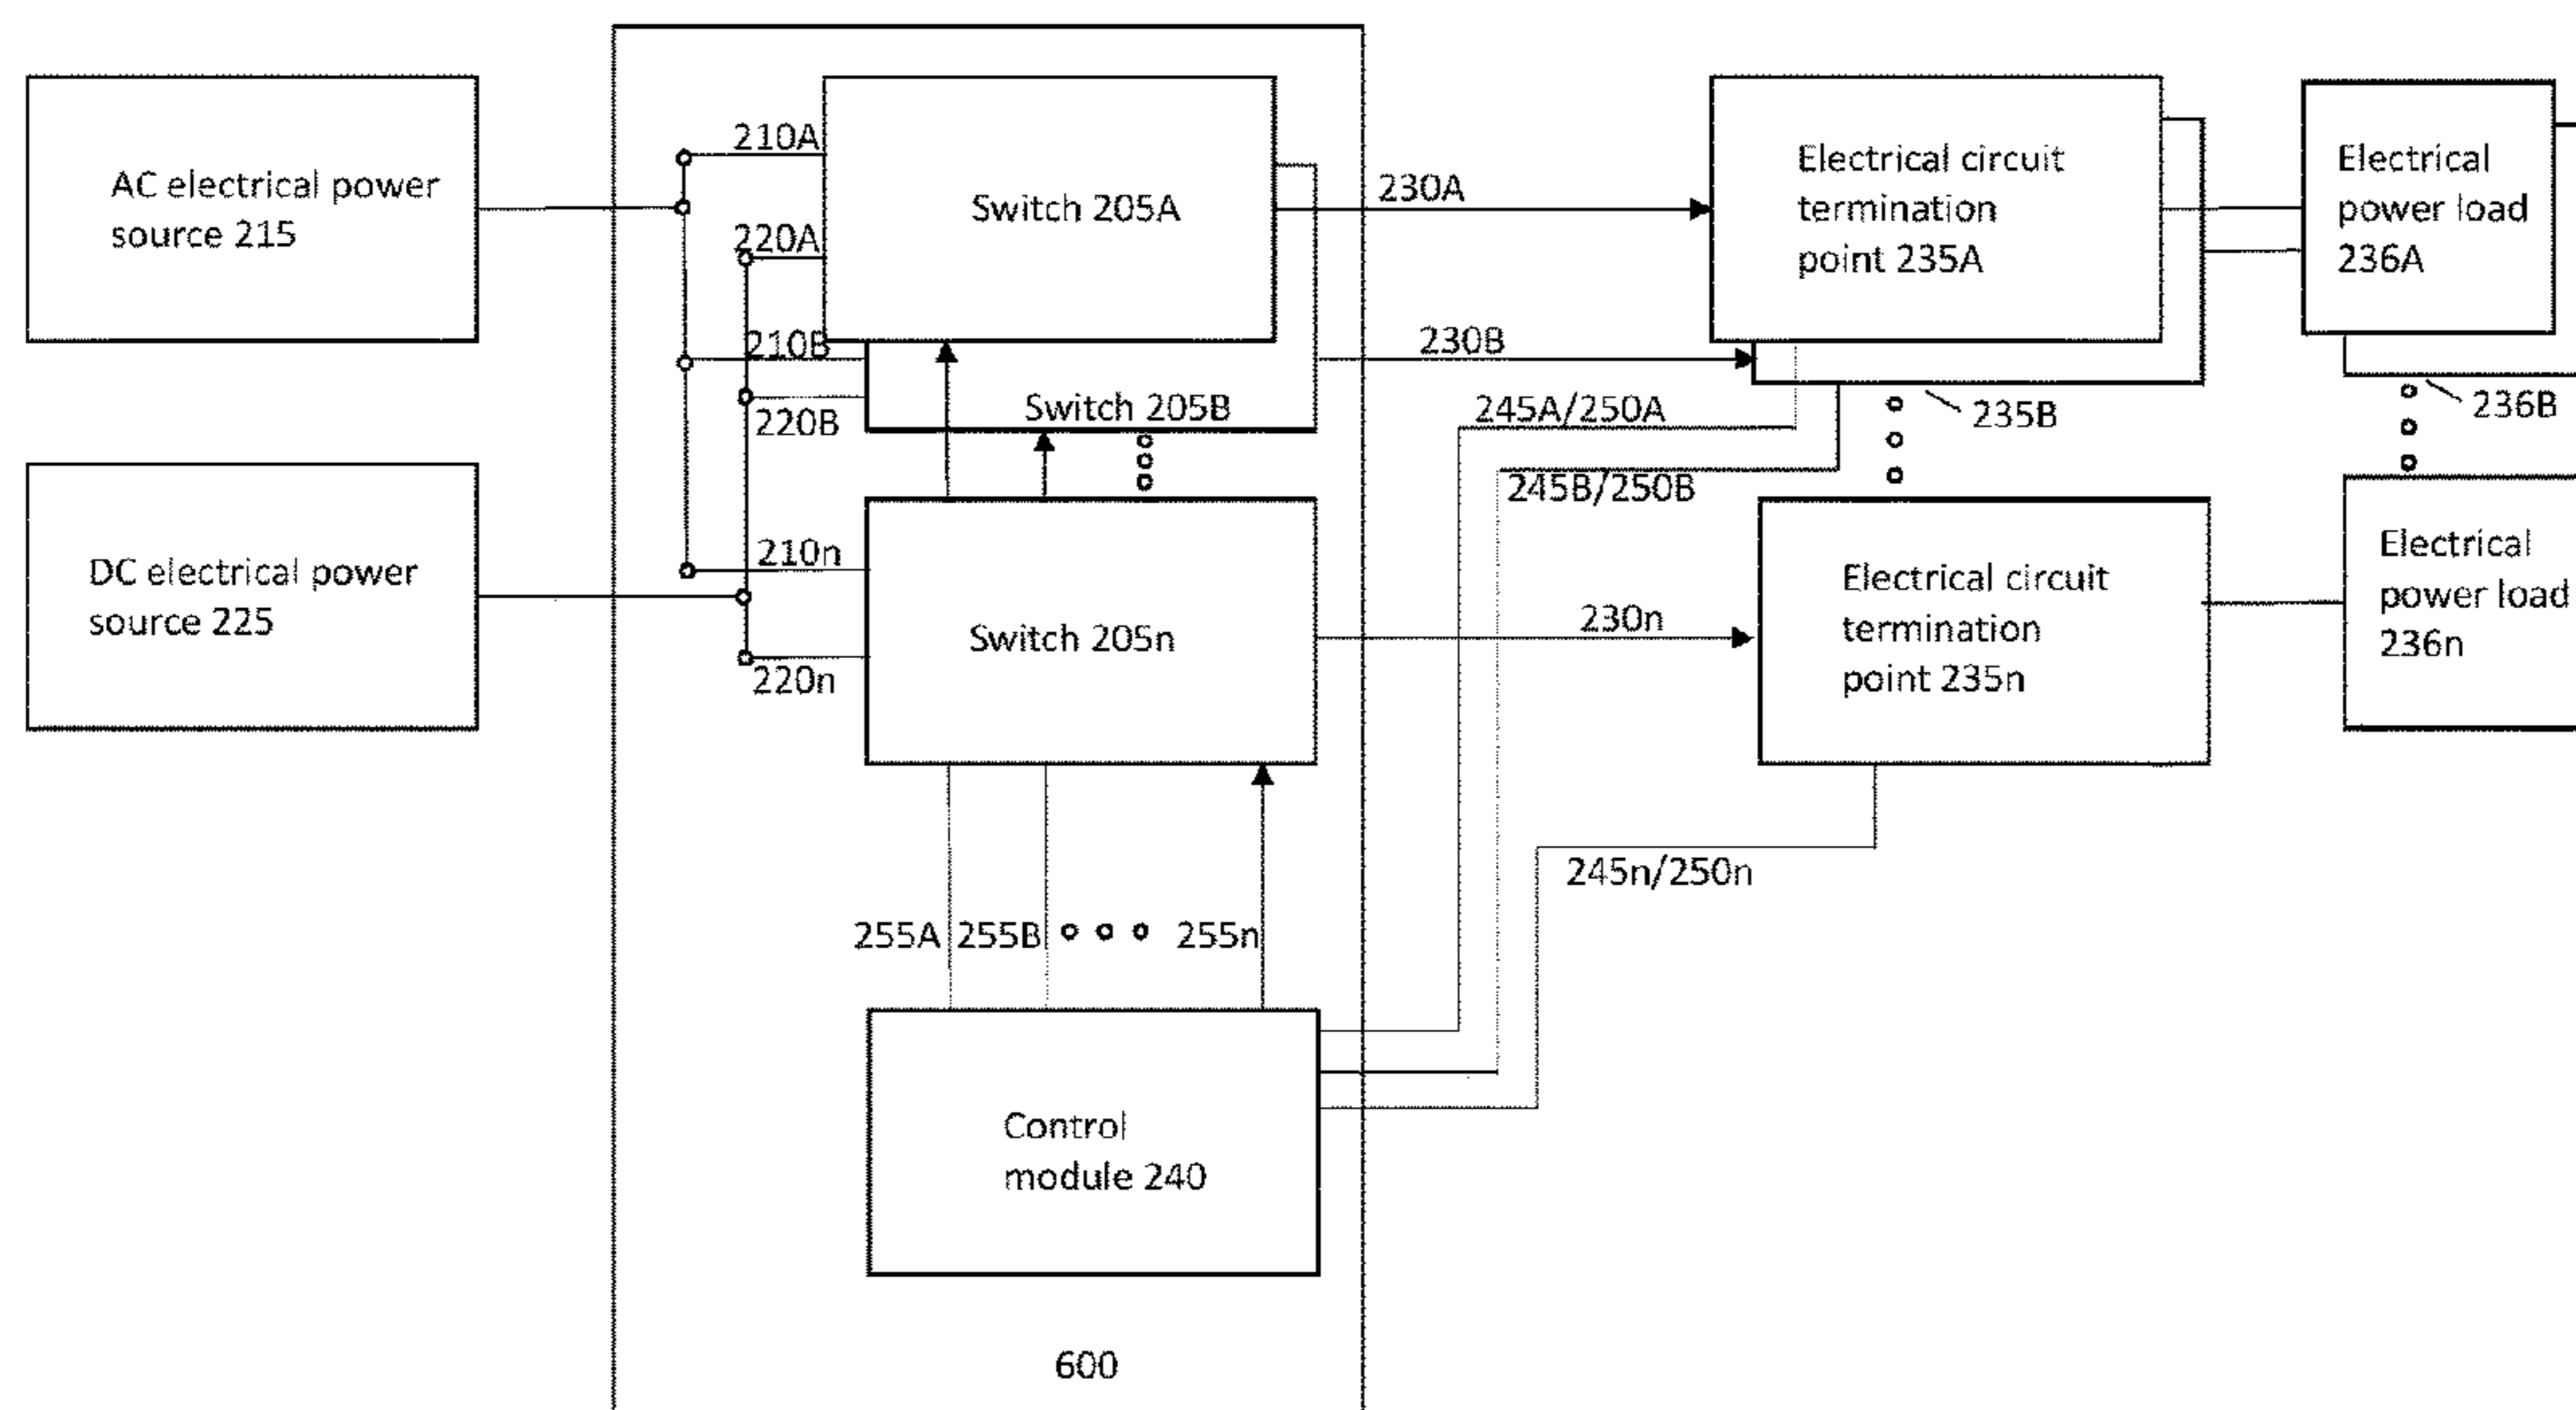 AC electrical power
source 215
DC electrical power
source 225
210A
220A
210B
220B
210n
220n
Switch 205A
Switch 205B
Switch 205n
255A
255B
255n
Control
module 240
600
230A
230B
230n
245A/250A
245B/250B
245n/250n
Electrical circuit
termination
point 235A
235B
Electrical circuit
termination
point 235n
Electrical
power load
236A
236B
Electrical
power load
236n